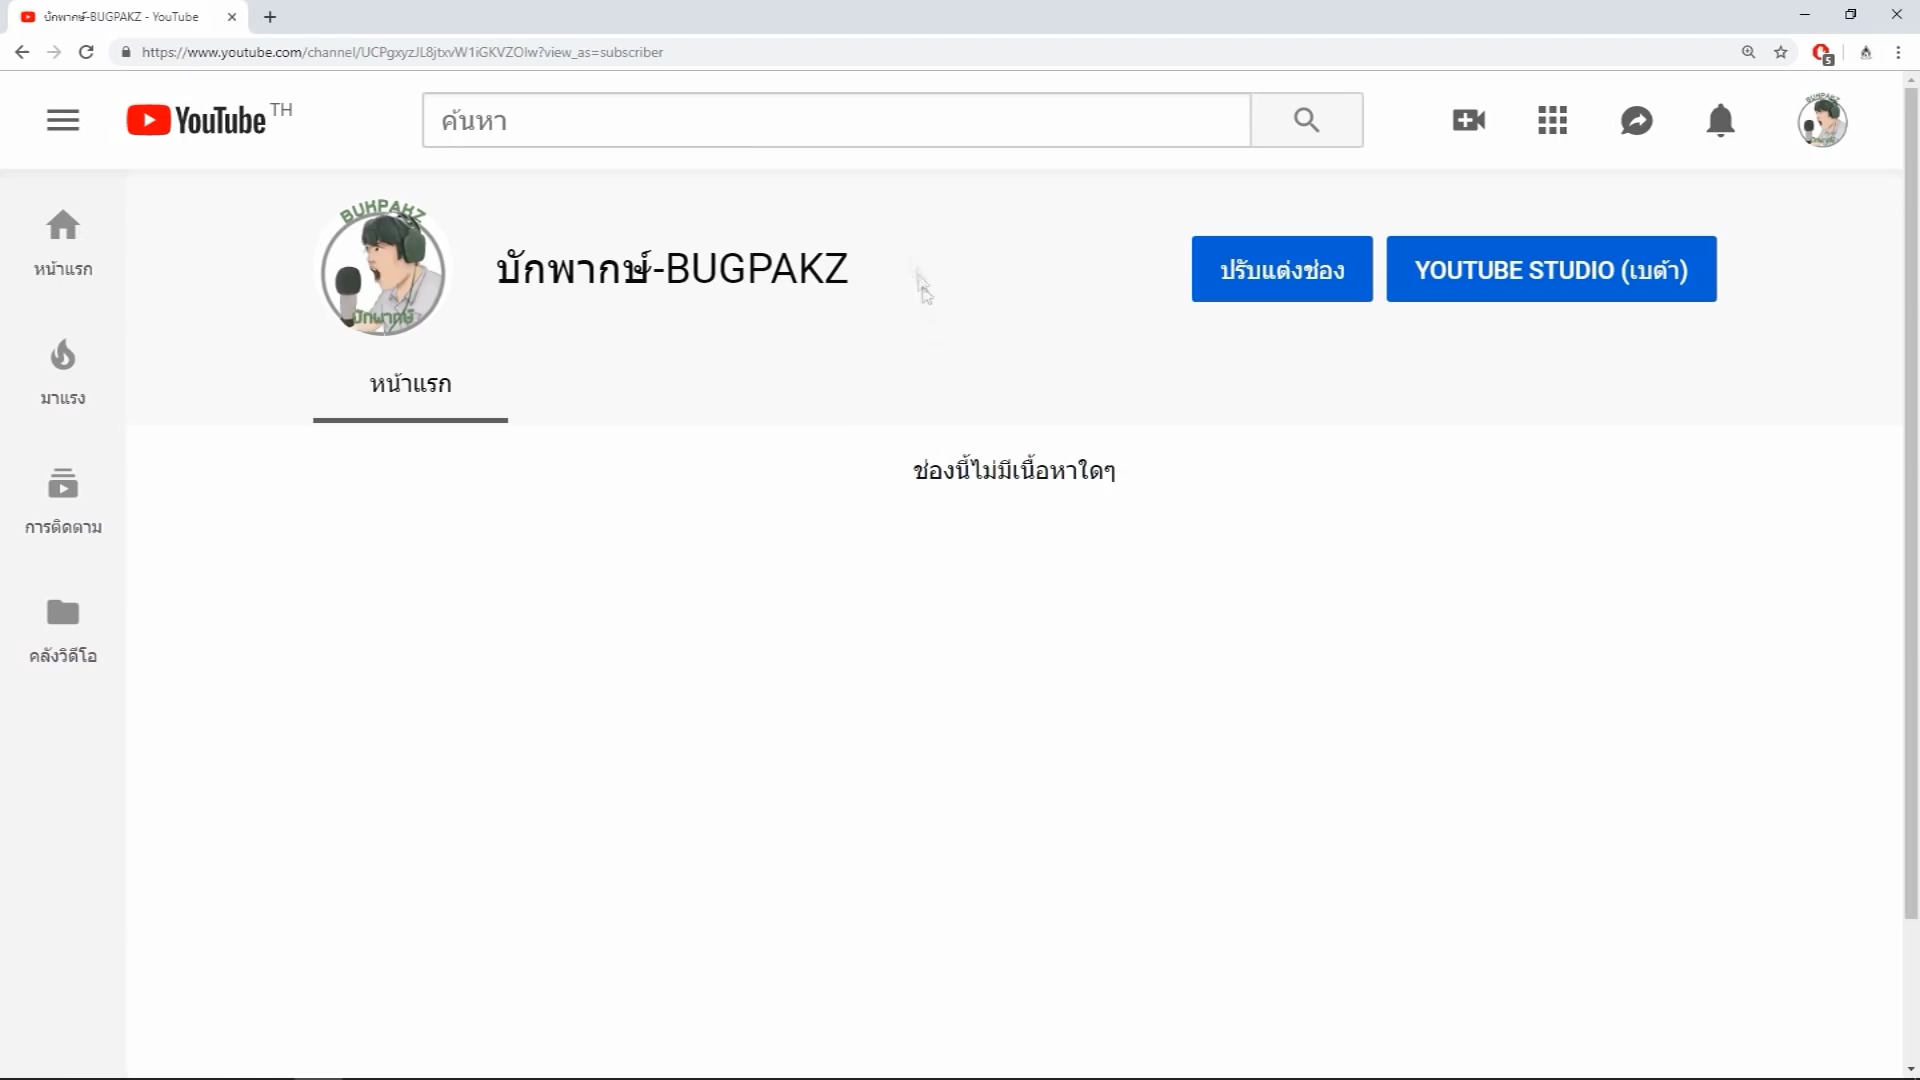 บักพากษ์-BUGPAKZ - YouTube
https://www.youtube.com/channel/UCPgxyzJL8jtxvW1iGKVZOlw?view_as=subscriber
5
YouTube TH
ค้นหา
BUKPAKZ
บักพากษ์
บักพากษ์-BUGPAKZ
ปรับแต่งช่อง
YOUTUBE STUDIO (เบต้า)
หน้าแรก
ช่องนี้ไม่มีเนื้อหาใดๆ
หน้าแรก
มาแรง
การติดตาม
คลังวิดีโอ